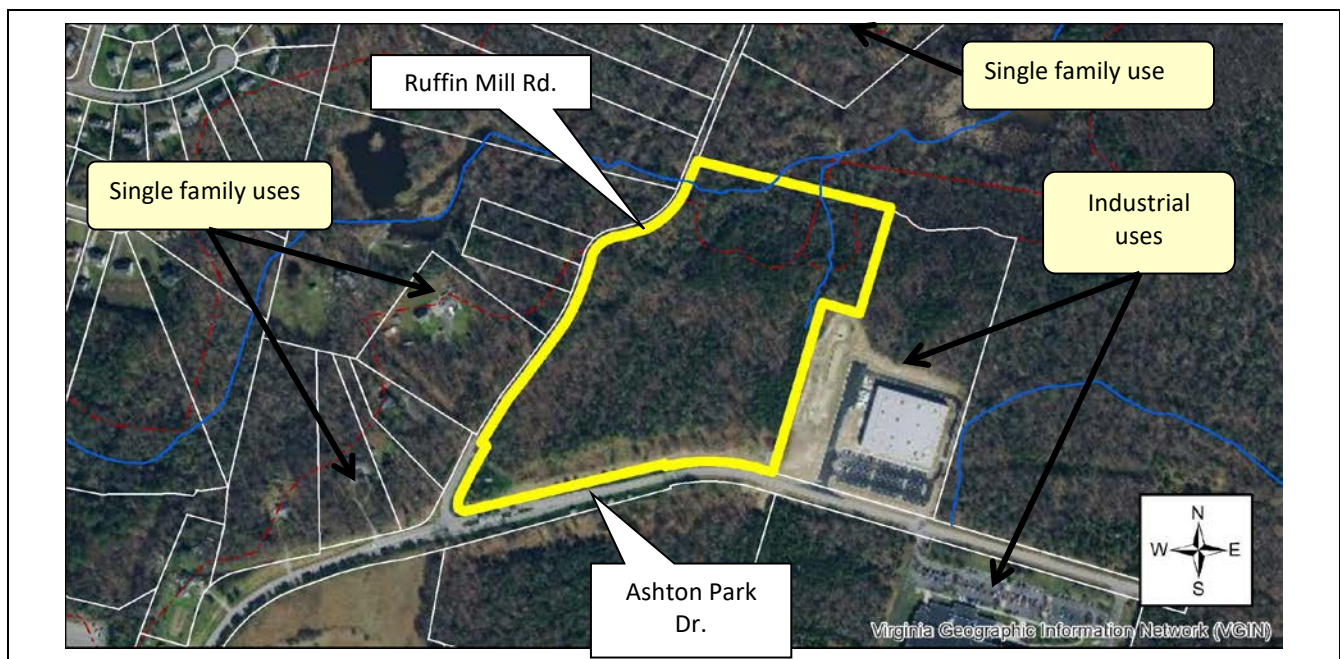 Single family use
Ruffin Mill Rd.
Single family uses
Industrial
uses
Ashton Park
Dr.
N
W E
S
Virginia Geographic Information Network (VGIN)